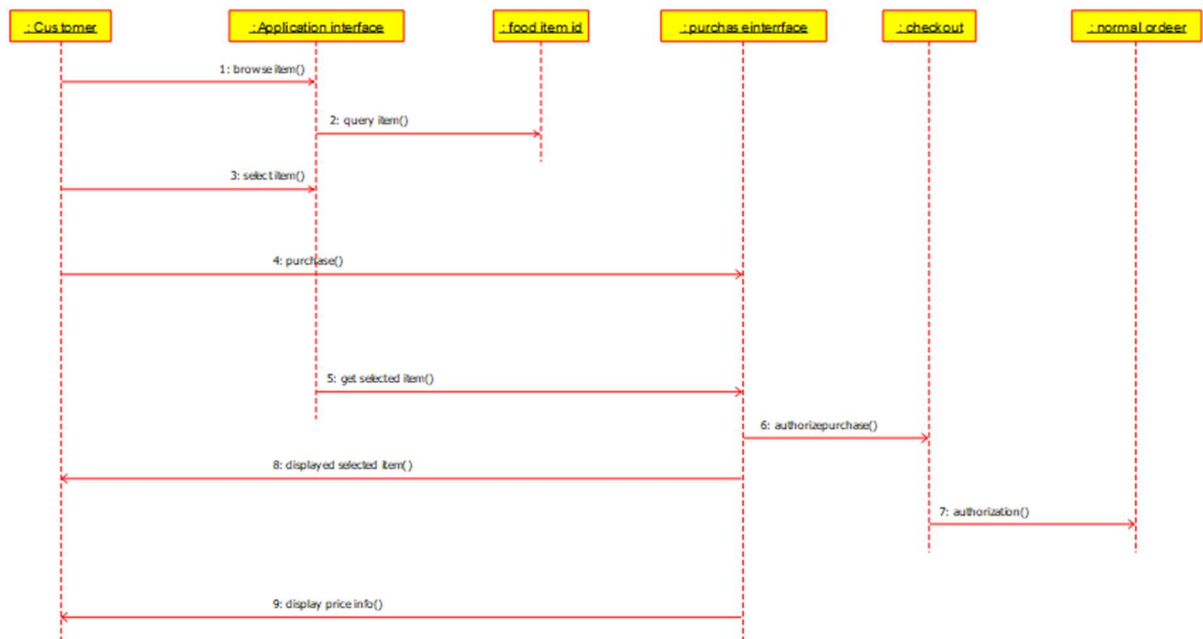 : Customer
: Application interface
: food item id
: purchas einterrface
: checkout
: normal ordeer
1: browse item()
2: query item()
3: select item()
4: purchase()
5: get selected item()
6: authorizepurchase()
8: displayed selected item()
7: authorization()
9: display price info()